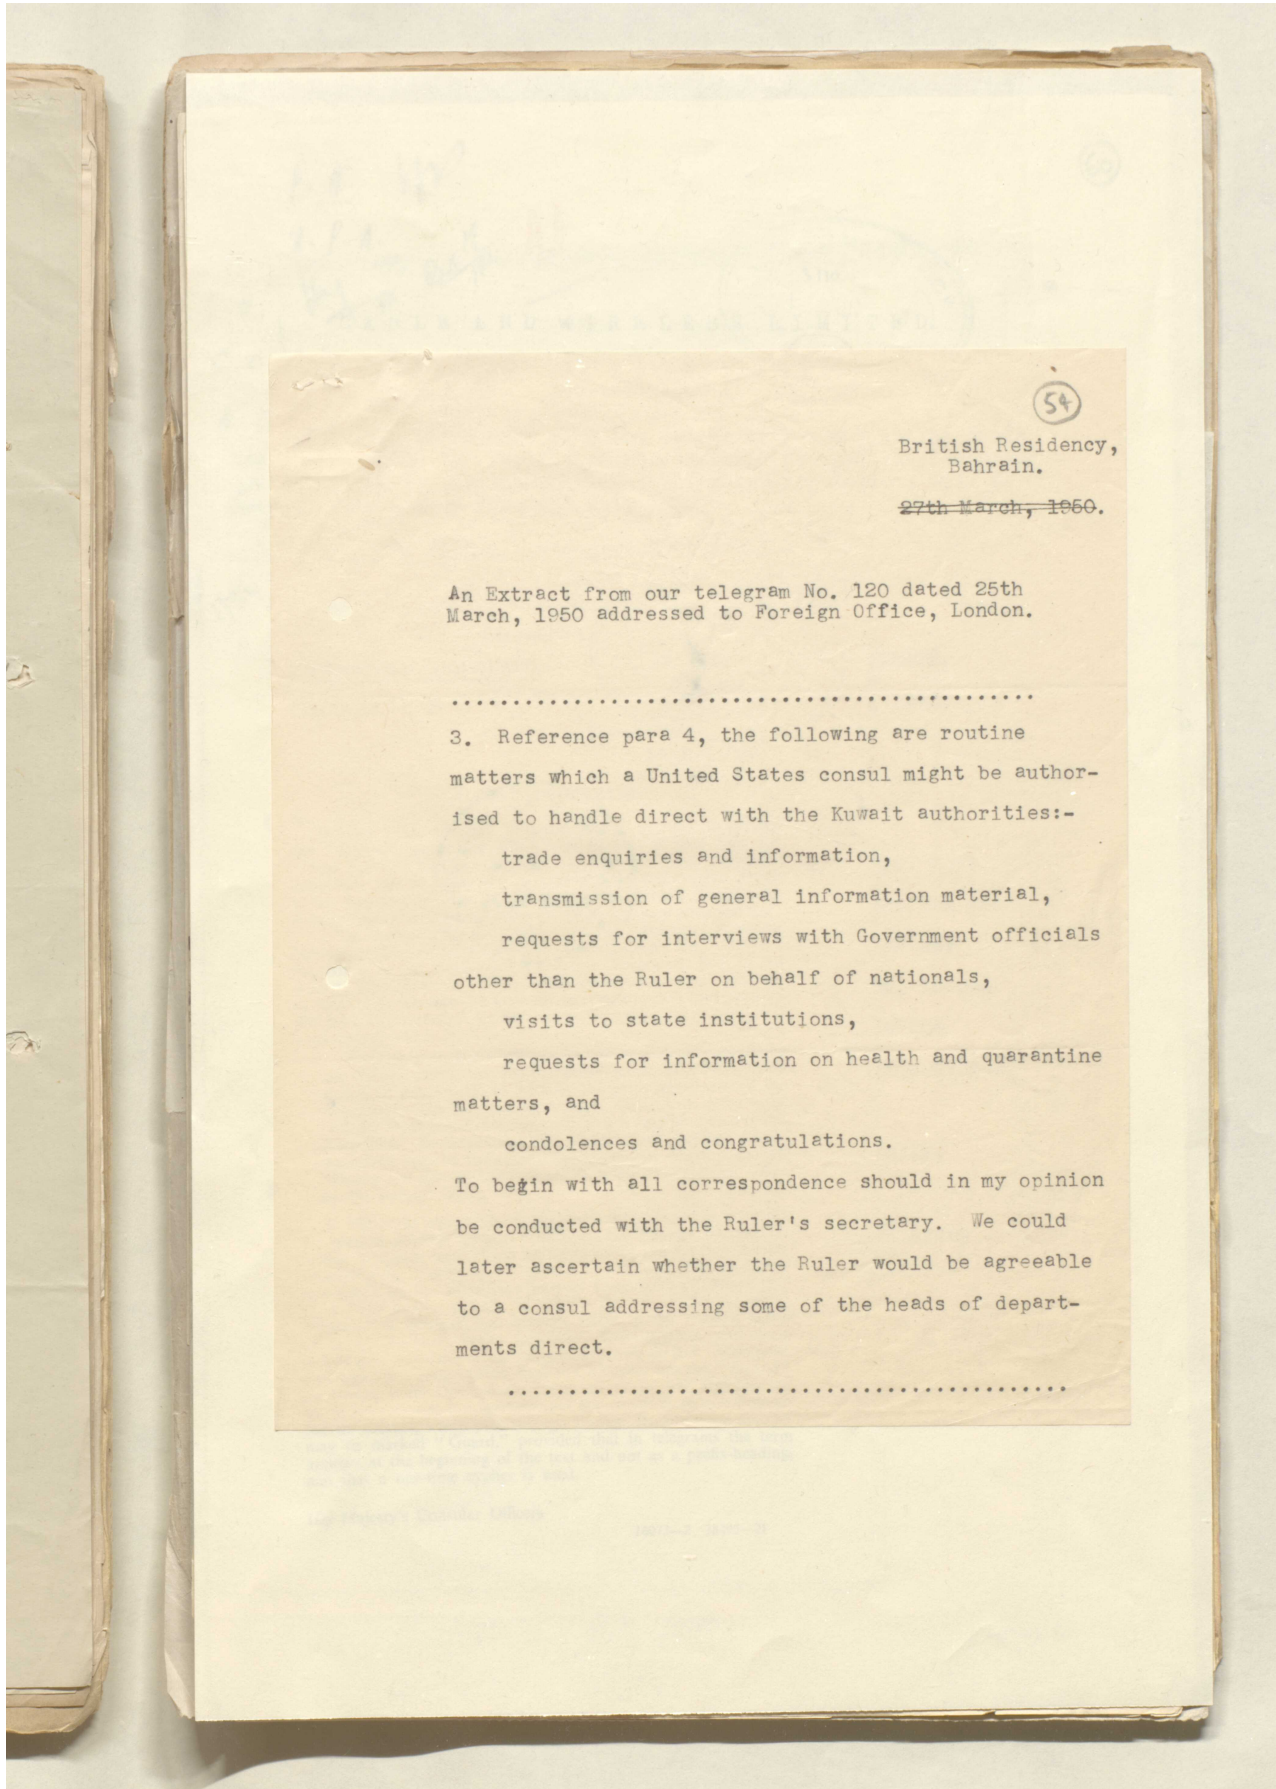 54
British Residency,
Bahrain.
27th March, 1950.
An Extract from our telegram No. 120 dated 25th
March, 1950 addressed to Foreign Office, London.
................................................
3. Reference para 4, the following are routine
matters which a United States consul might be author-
ised to handle direct with the Kuwait authorities:-
trade enquiries and information,
transmission of general information material,
requests for interviews with Government officials
other than the Ruler on behalf of nationals,
visits to state institutions,
requests for information on health and quarantine
matters, and
condolences and congratulations.
To begin with all correspondence should in my opinion
be conducted with the Ruler's secretary. We could
later ascertain whether the Ruler would be agreeable
to a consul addressing some of the heads of depart-
ments direct.
..............................................